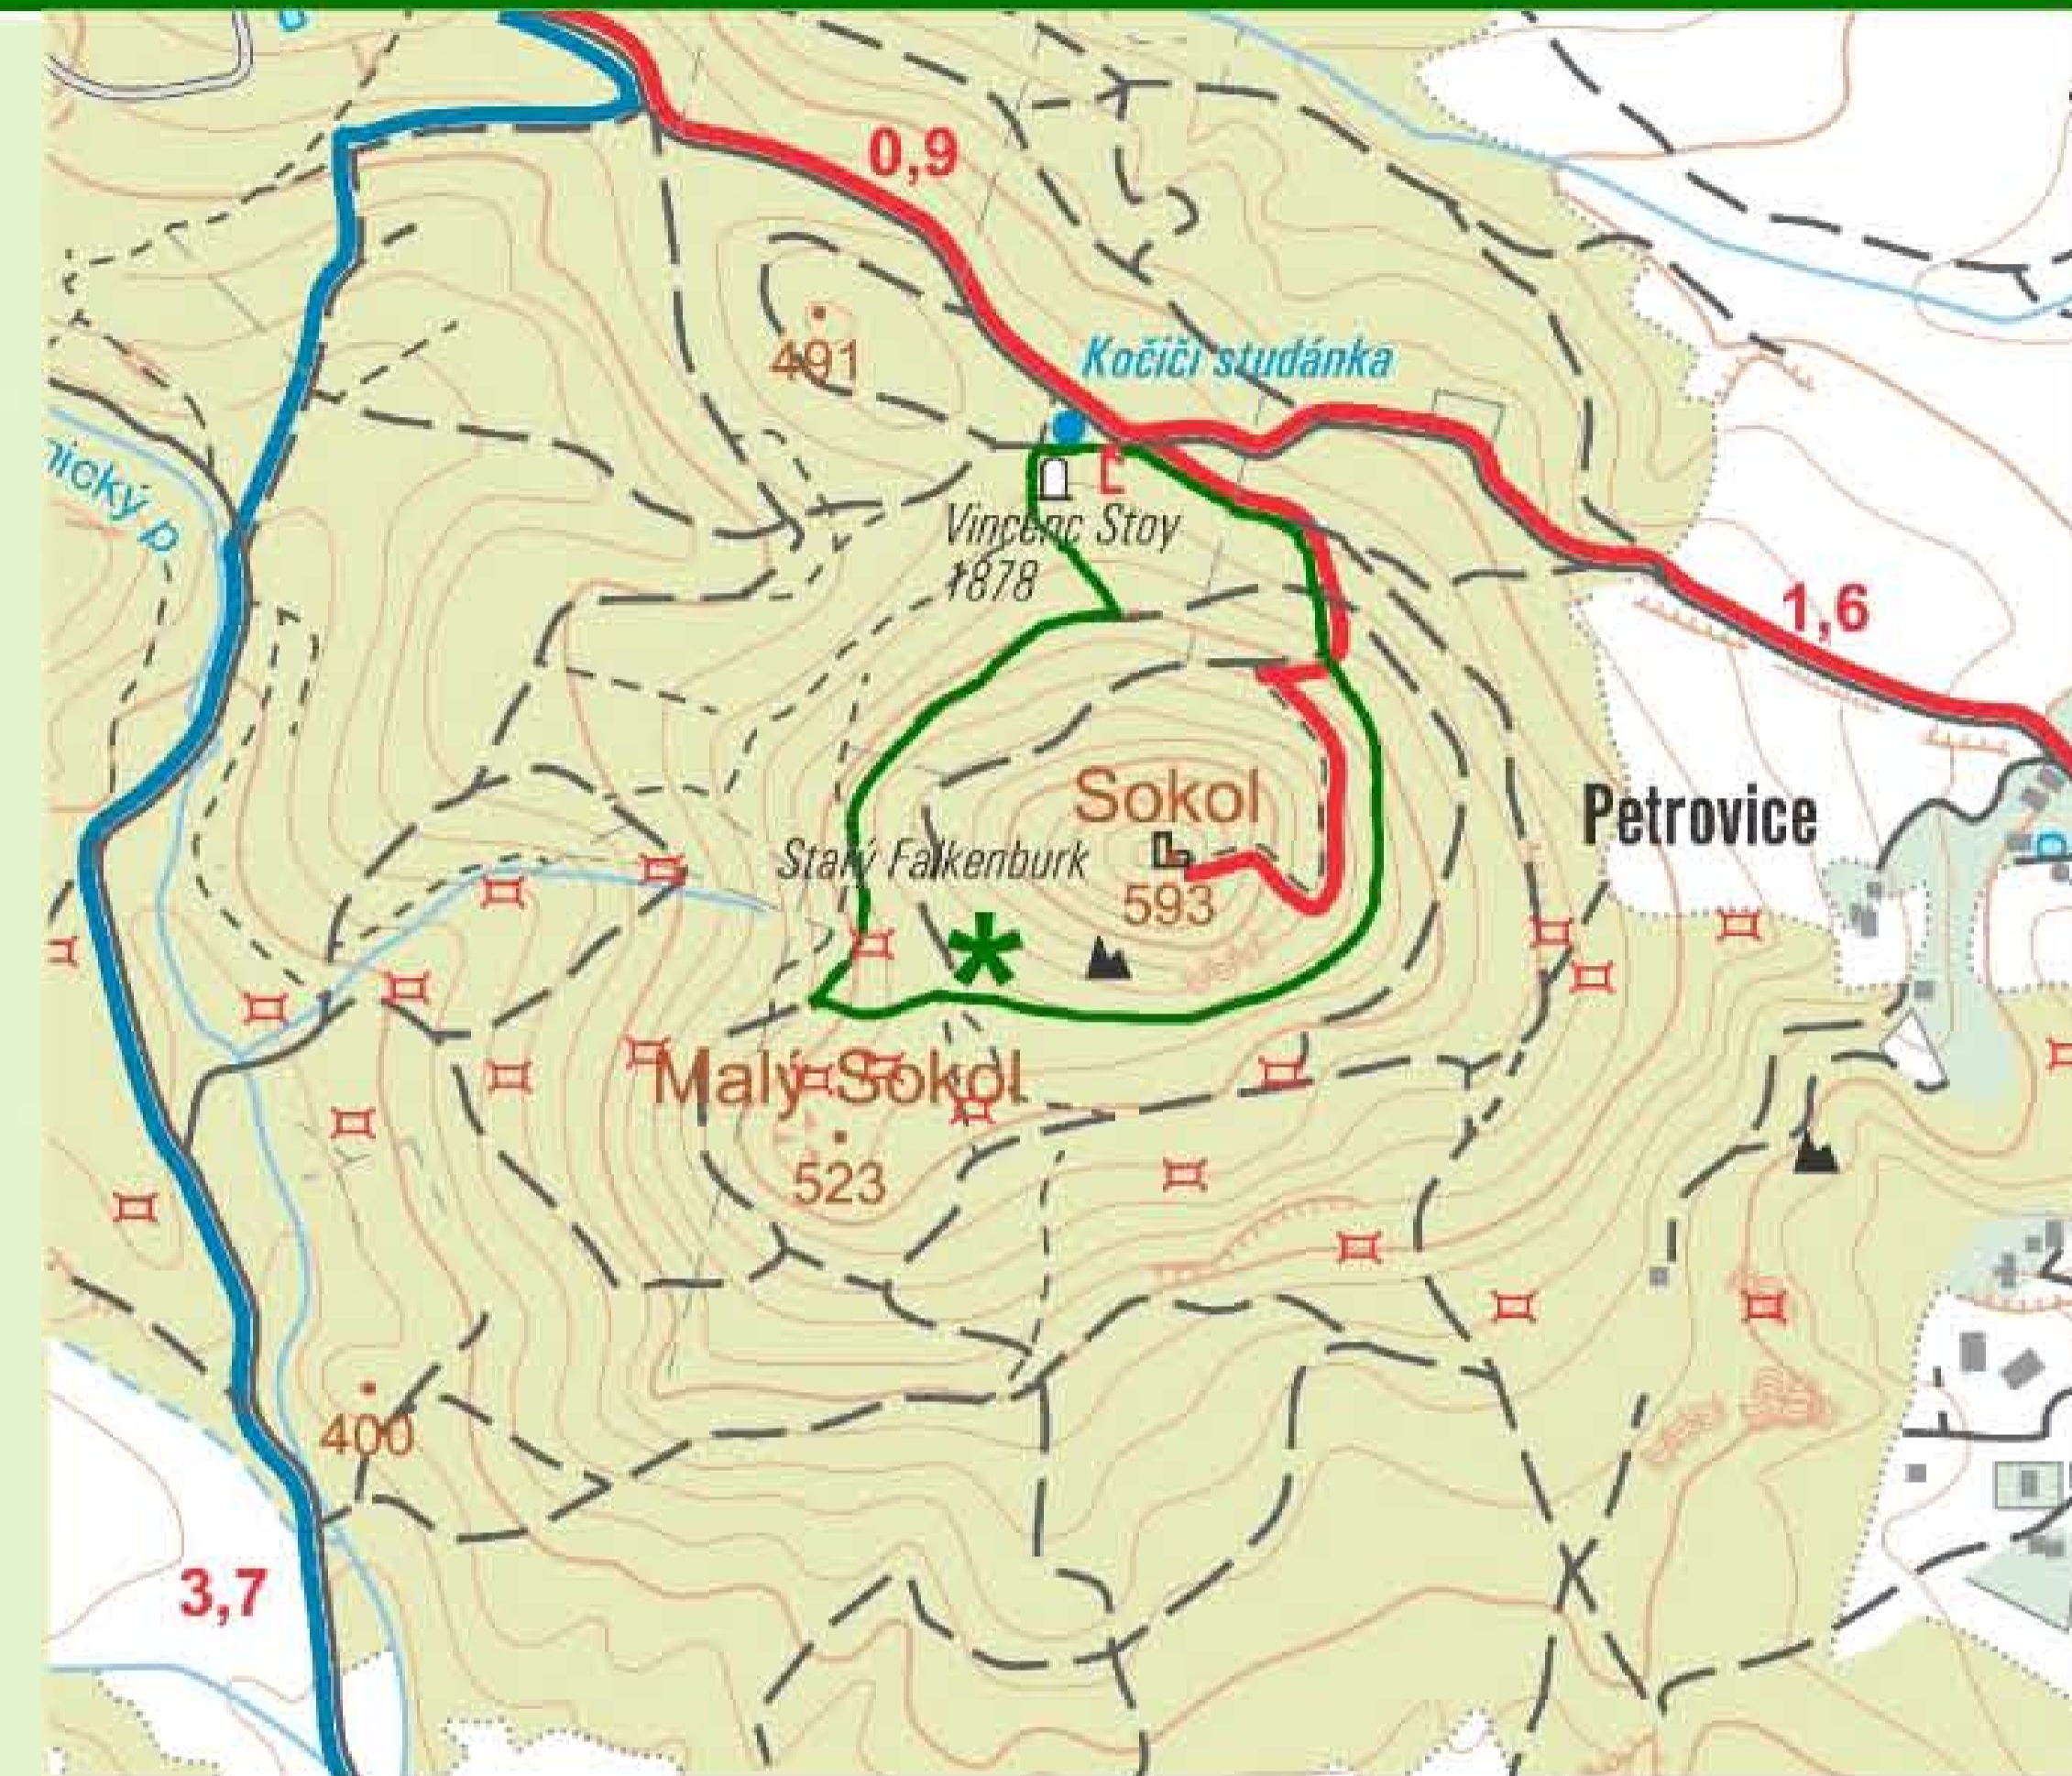 0,9
491
Kočičí studánka
nický p
Vincenc Stoy
1878
1,6
Sokol
Petrovice
Starý Falkenburk
593
Malý Sokol
523
400
3,7